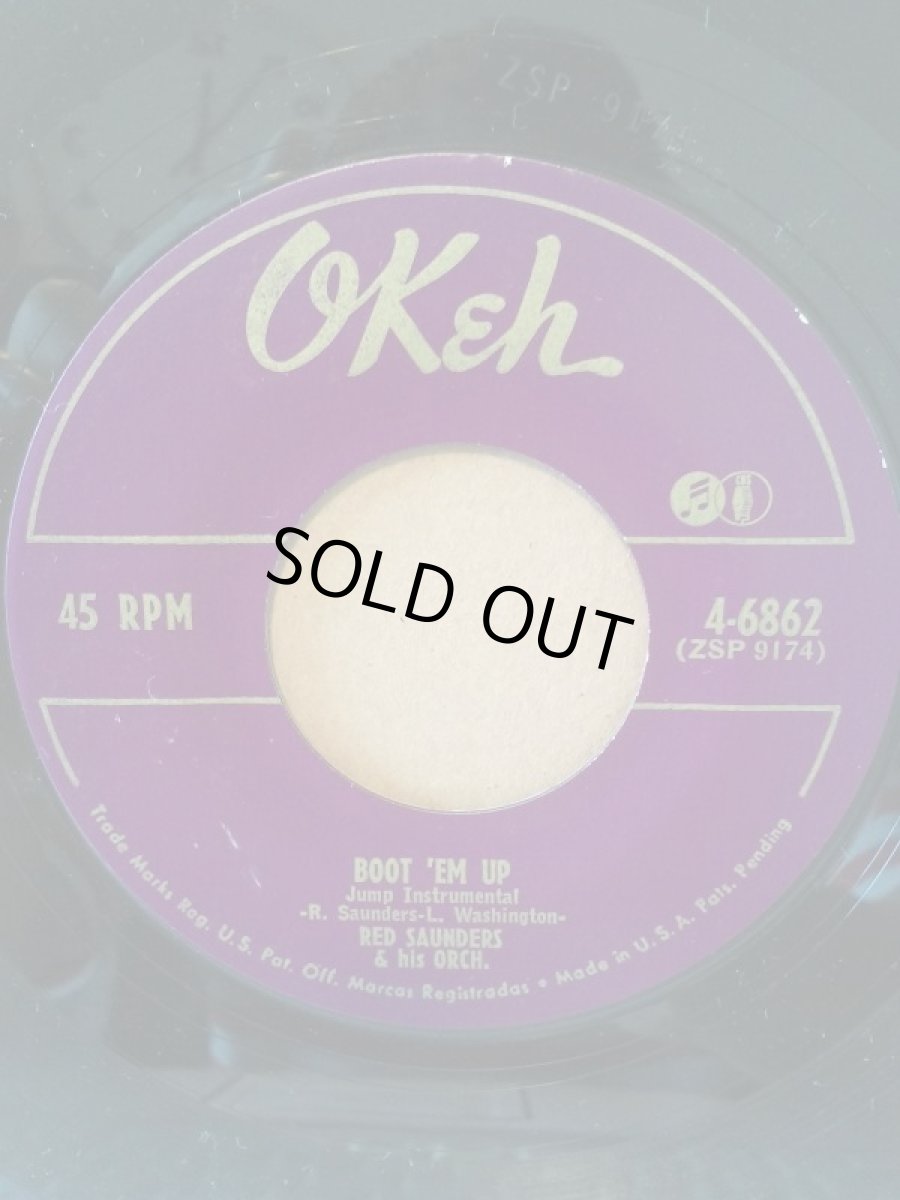 ZSP 9174
OKeh
45 RPM
4-6862
(ZSP 9174)
SOLD OUT
BOOT 'EM UP
Jump Instrumental
-R. Saunders-L. Washington-
RED SAUNDERS
& his ORCH.
Trade Marks Reg. U.S. Pat. Off. Marcas Registradas • Made in U.S.A. Pats. Pending